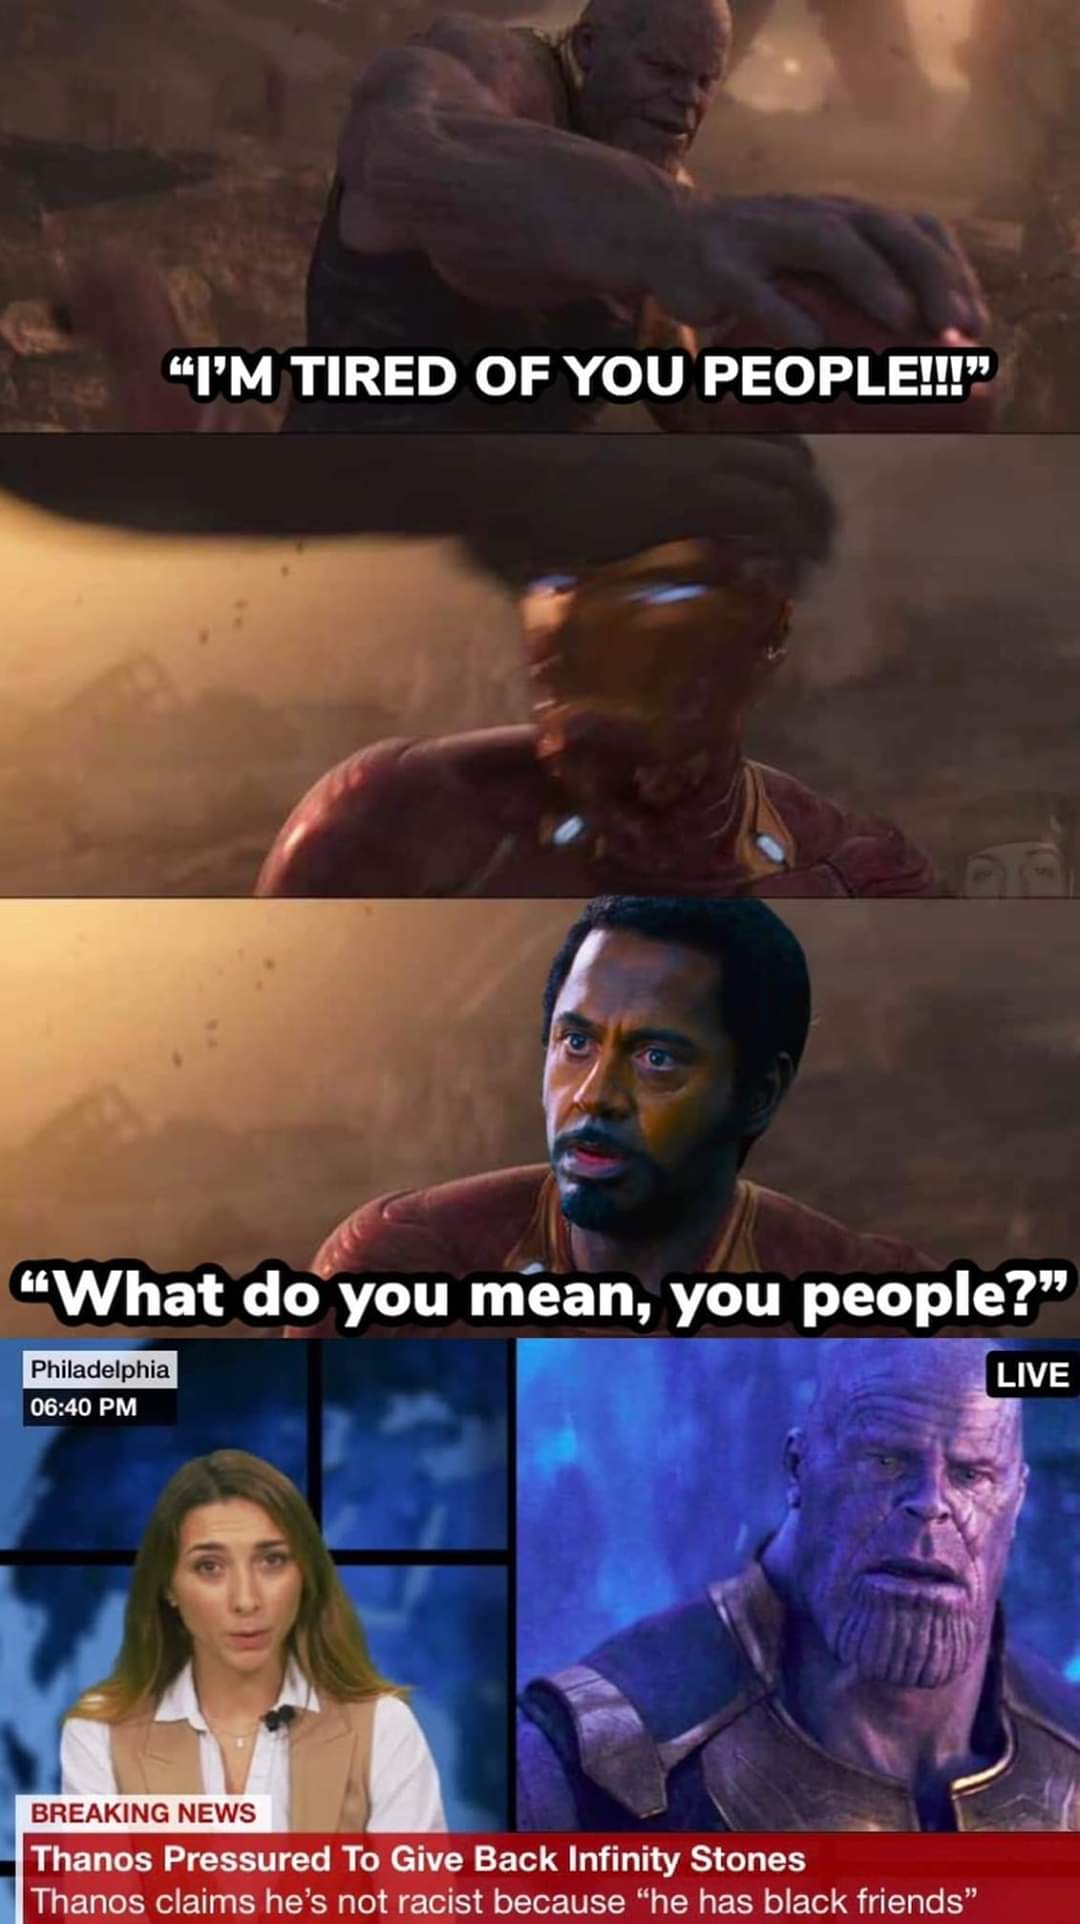 “I’M TIRED OF YOU PEOPLE!!!”
“What do you mean, you people?”
Philadelphia
06:40 PM
LIVE
BREAKING NEWS
Thanos Pressured To Give Back Infinity Stones
Thanos claims he’s not racist because “he has black friends”